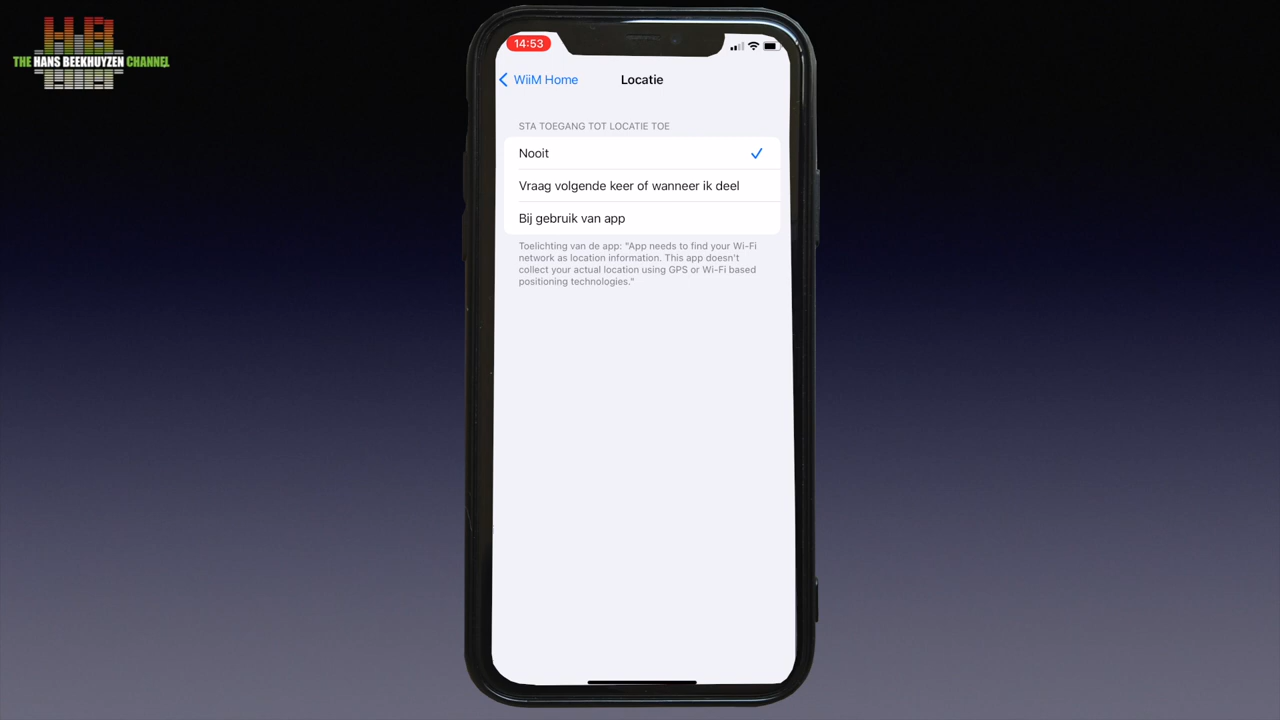 THE HANS BEEKHUYZEN CHANNEL
14:53
WiiM Home
Locatie
STA TOEGANG TOT LOCATIE TOE
Nooit
Vraag volgende keer of wanneer ik deel
Bij gebruik van app
Toelichting van de app: "App needs to find your Wi-Fi
network as location information. This app doesn't
collect your actual location using GPS or Wi-Fi based
positioning technologies."